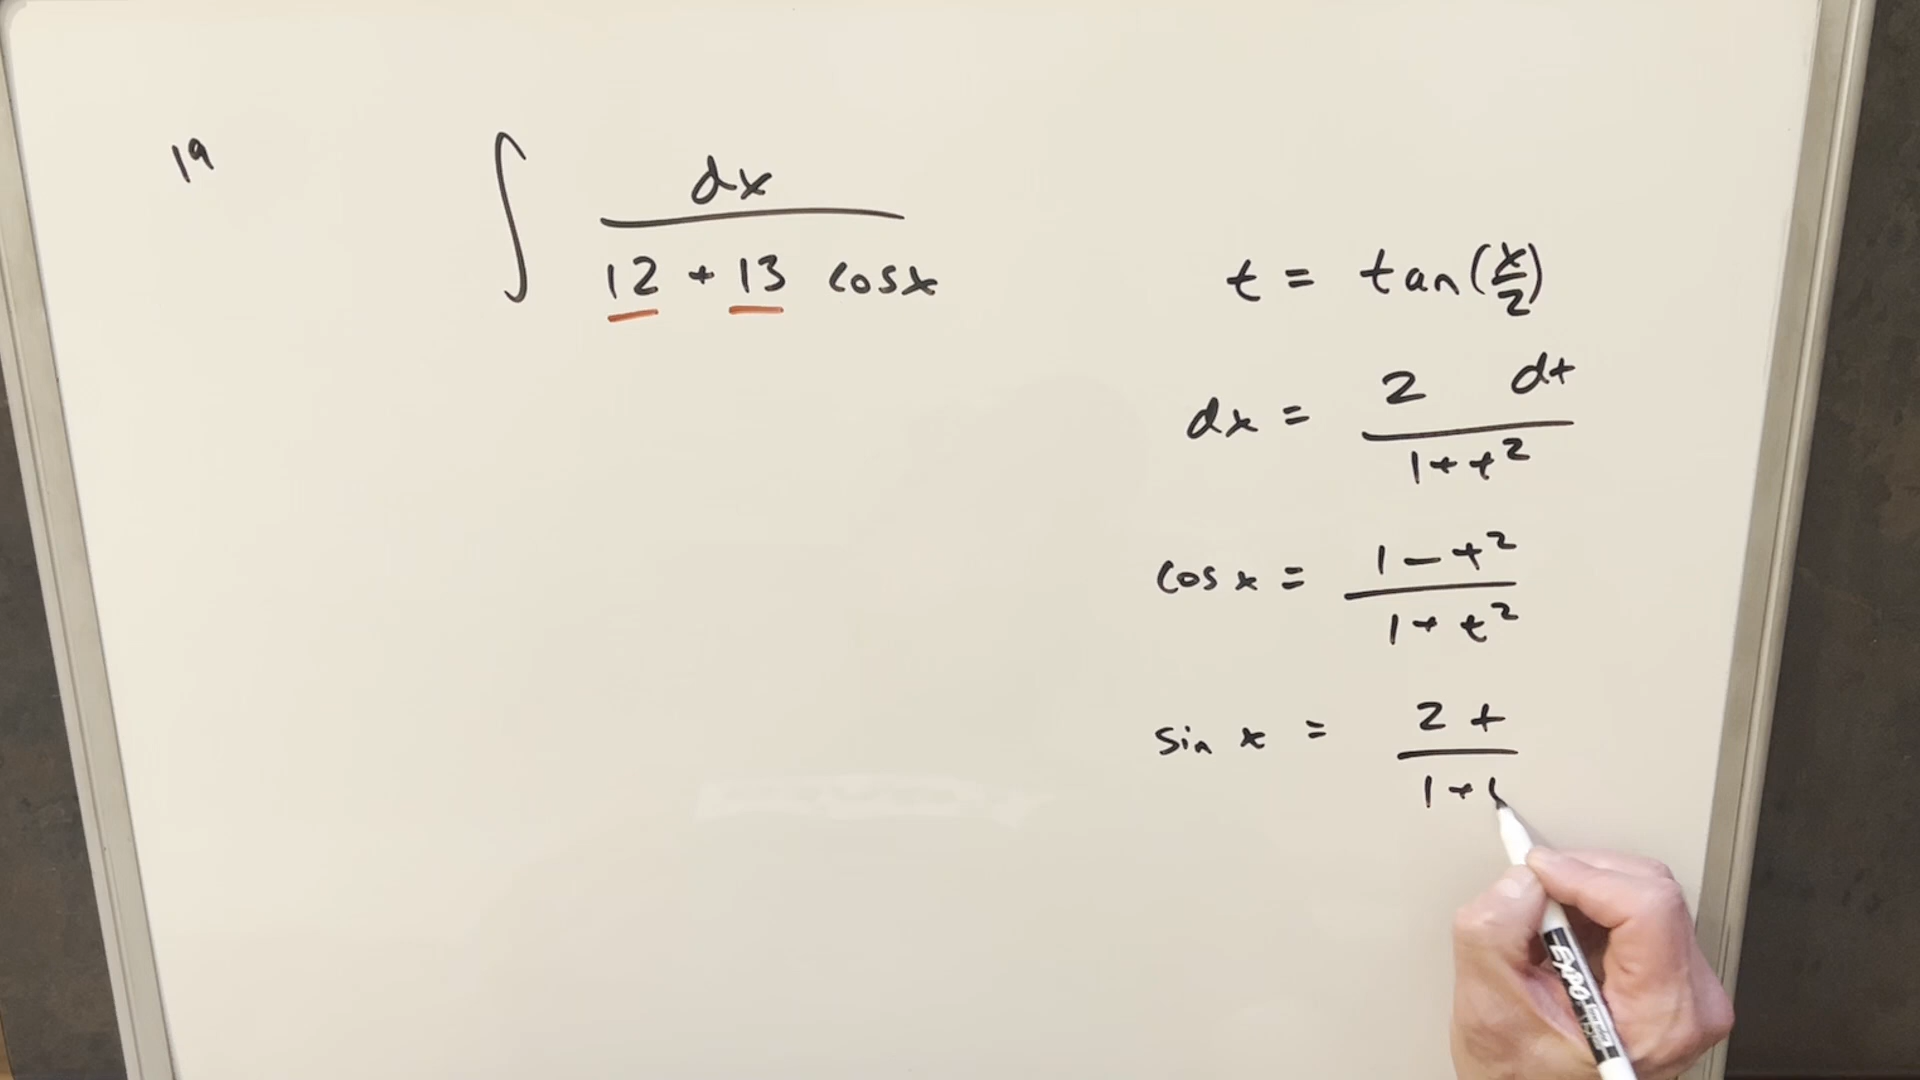 19
∫ dx
12 + 13 cosx
t = tan(x/2)
dx = 2 dt / 1+t²
cos x = 1-t² / 1+t²
sin x = 2t / 1+
EXPO